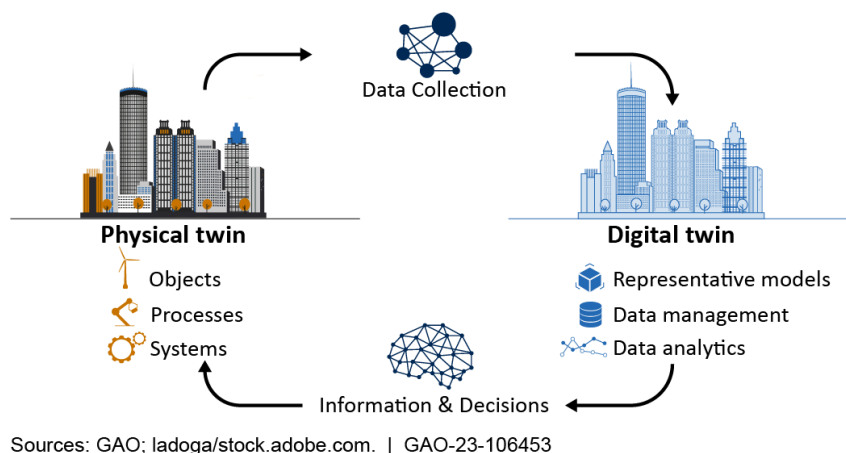 Data Collection
Physical twin
Digital twin
Objects
Representative models
Processes
Data management
Systems
Data analytics
Information & Decisions
Sources: GAO; ladoga/stock.adobe.com. | GAO-23-106453